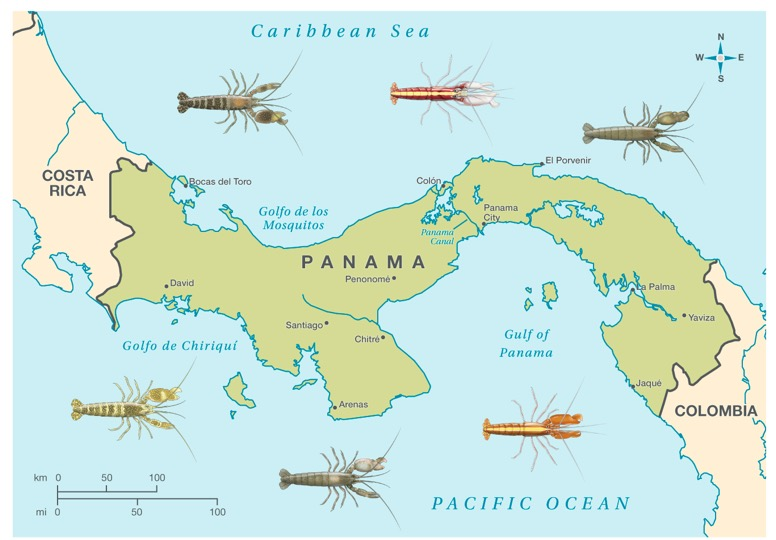 Caribbean Sea
N
W E
S
COSTA
RICA
Bocas del Toro
Golfo de los
Mosquitos
Colón
El Porvenir
Panama
City
Panama
Canal
PANAMA
Penonomé
David
Santiago
Chitré
La Palma
Yaviza
Golfo de Chiriquí
Gulf of
Panama
Jaqué
Arenas
COLOMBIA
km 0 50 100
mi 0 50 100
PACIFIC OCEAN